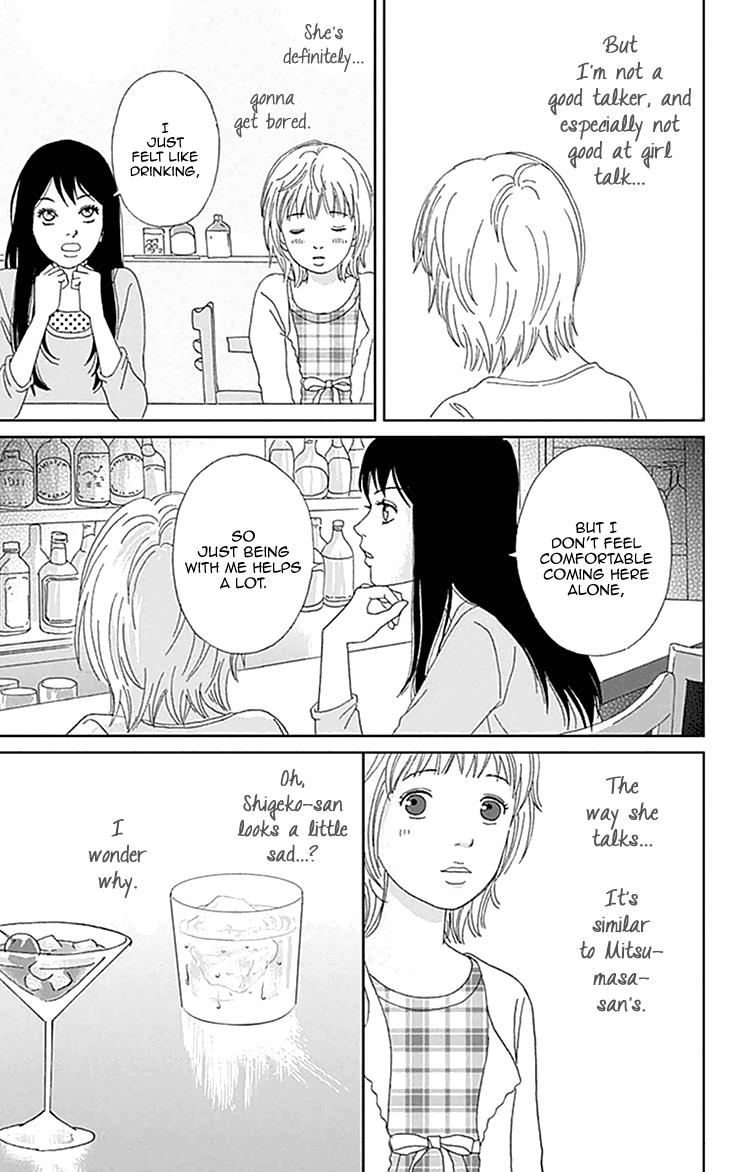 But
I'm not a
good talker, and
especially not
good at girl
talk...
She's
definitely...
gonna
get bored.
I
JUST
FELT LIKE
DRINKING,
BUT I
DON'T FEEL
COMFORTABLE
COMING HERE
ALONE,
SO
JUST BEING
WITH ME HELPS
A LOT.
The
way she
talks...
It's
similar
to Mitsu-
masa-
san's.
Oh,
Shigeko-san
looks a little
sad...?
I
wonder
why.